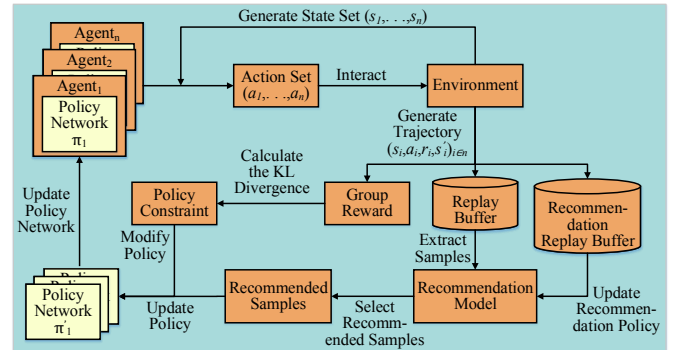 Generate State Set (s₁,. . .,sₙ)
Agentₙ
Agent₂
Agent₁
Policy
Network
π₁
Action Set
(a₁,. . .,aₙ)
Interact
Environment
Generate
Trajectory
(sᵢ,aᵢ,rᵢ,s′ᵢ)ᵢ∈ₙ
Calculate
the KL
Divergence
Update
Policy
Network
Policy
Constraint
Group
Reward
Replay
Buffer
Recommen-
dation
Replay Buffer
Modify
Policy
Extract
Samples
Policy
Network
π′₁
Update
Policy
Recommended
Samples
Select
Recomm-
ended Samples
Recommendation
Model
Update
Recommen-
dation Policy